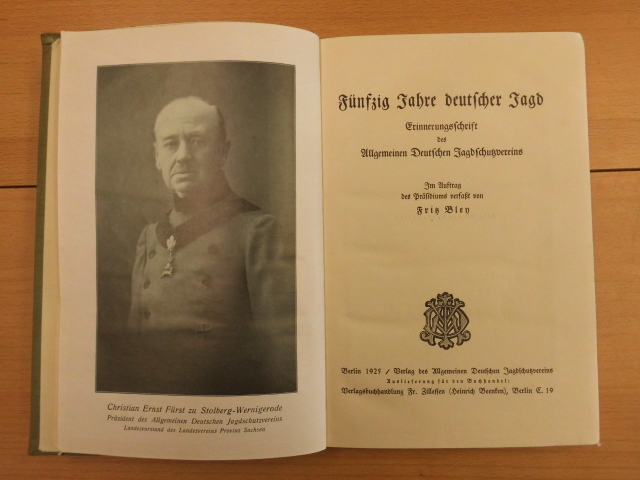 Christian Ernst Fürst zu Stolberg-Wernigerode
Präsident des Allgemeinen Deutschen Jagdschutzvereins
Landesvorstand des Landesvereins Provinz Sachsen
Fünfzig Jahre deutscher Jagd
Erinnerungsschrift
des
Allgemeinen Deutschen Jagdschutzvereins
Im Auftrag
des Präsidiums verfaßt von
Fritz Bley
Berlin 1925 / Verlag des Allgemeinen Deutschen Jagdschutzvereins
Auslieferung für den Buchhandel:
Verlagsbuchhandlung Fr. Zillessen (Heinrich Beenken), Berlin C. 19